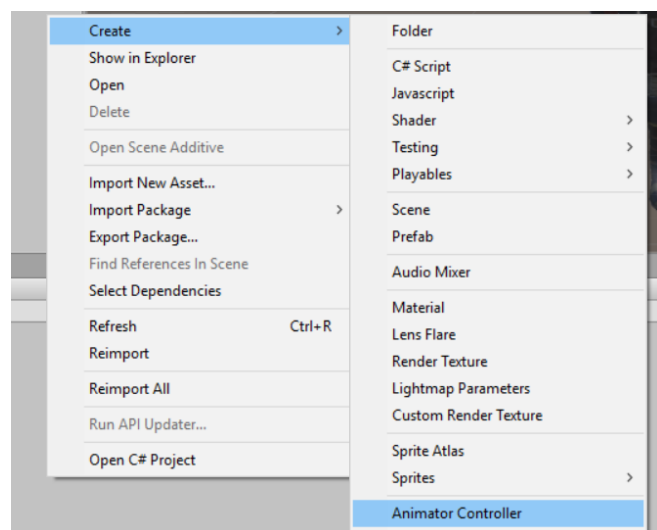 Create
Show in Explorer
Open
Delete
Open Scene Additive
Import New Asset...
Import Package
Export Package...
Find References In Scene
Select Dependencies
Refresh Ctrl+R
Reimport
Reimport All
Run API Updater...
Open C# Project
Folder
C# Script
Javascript
Shader
Testing
Playables
Scene
Prefab
Audio Mixer
Material
Lens Flare
Render Texture
Lightmap Parameters
Custom Render Texture
Sprite Atlas
Sprites
Animator Controller